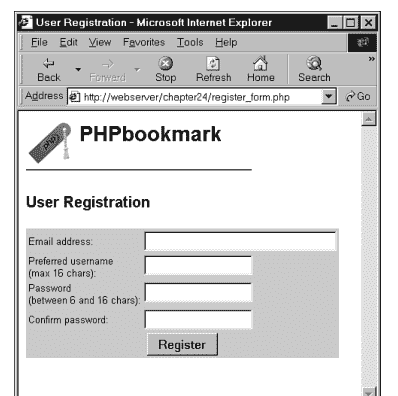 User Registration - Microsoft Internet Explorer
File Edit View Favorites Tools Help
Back Forward Stop Refresh Home Search »
Address http://webserver/chapter24/register_form.php Go
php
PHPbookmark
User Registration
Email address:
Preferred username
(max 16 chars):
Password
(between 6 and 16 chars):
Confirm password:
Register